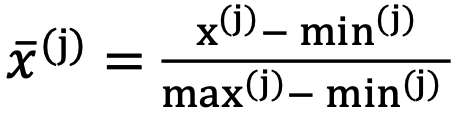 x̄⁽ʲ⁾ = (x⁽ʲ⁾ − min⁽ʲ⁾) / (max⁽ʲ⁾ − min⁽ʲ⁾)